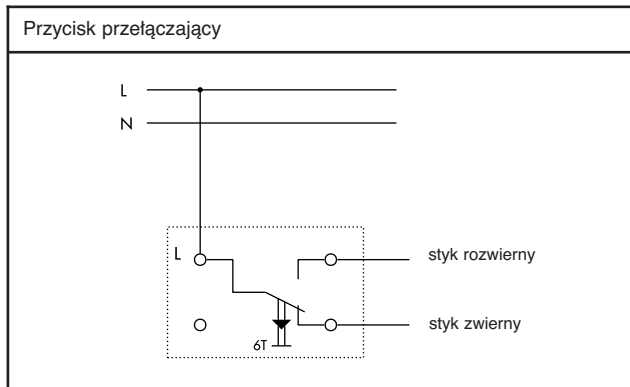 Przycisk przełączający
L
N
L
styk rozwierny
styk zwierny
6T